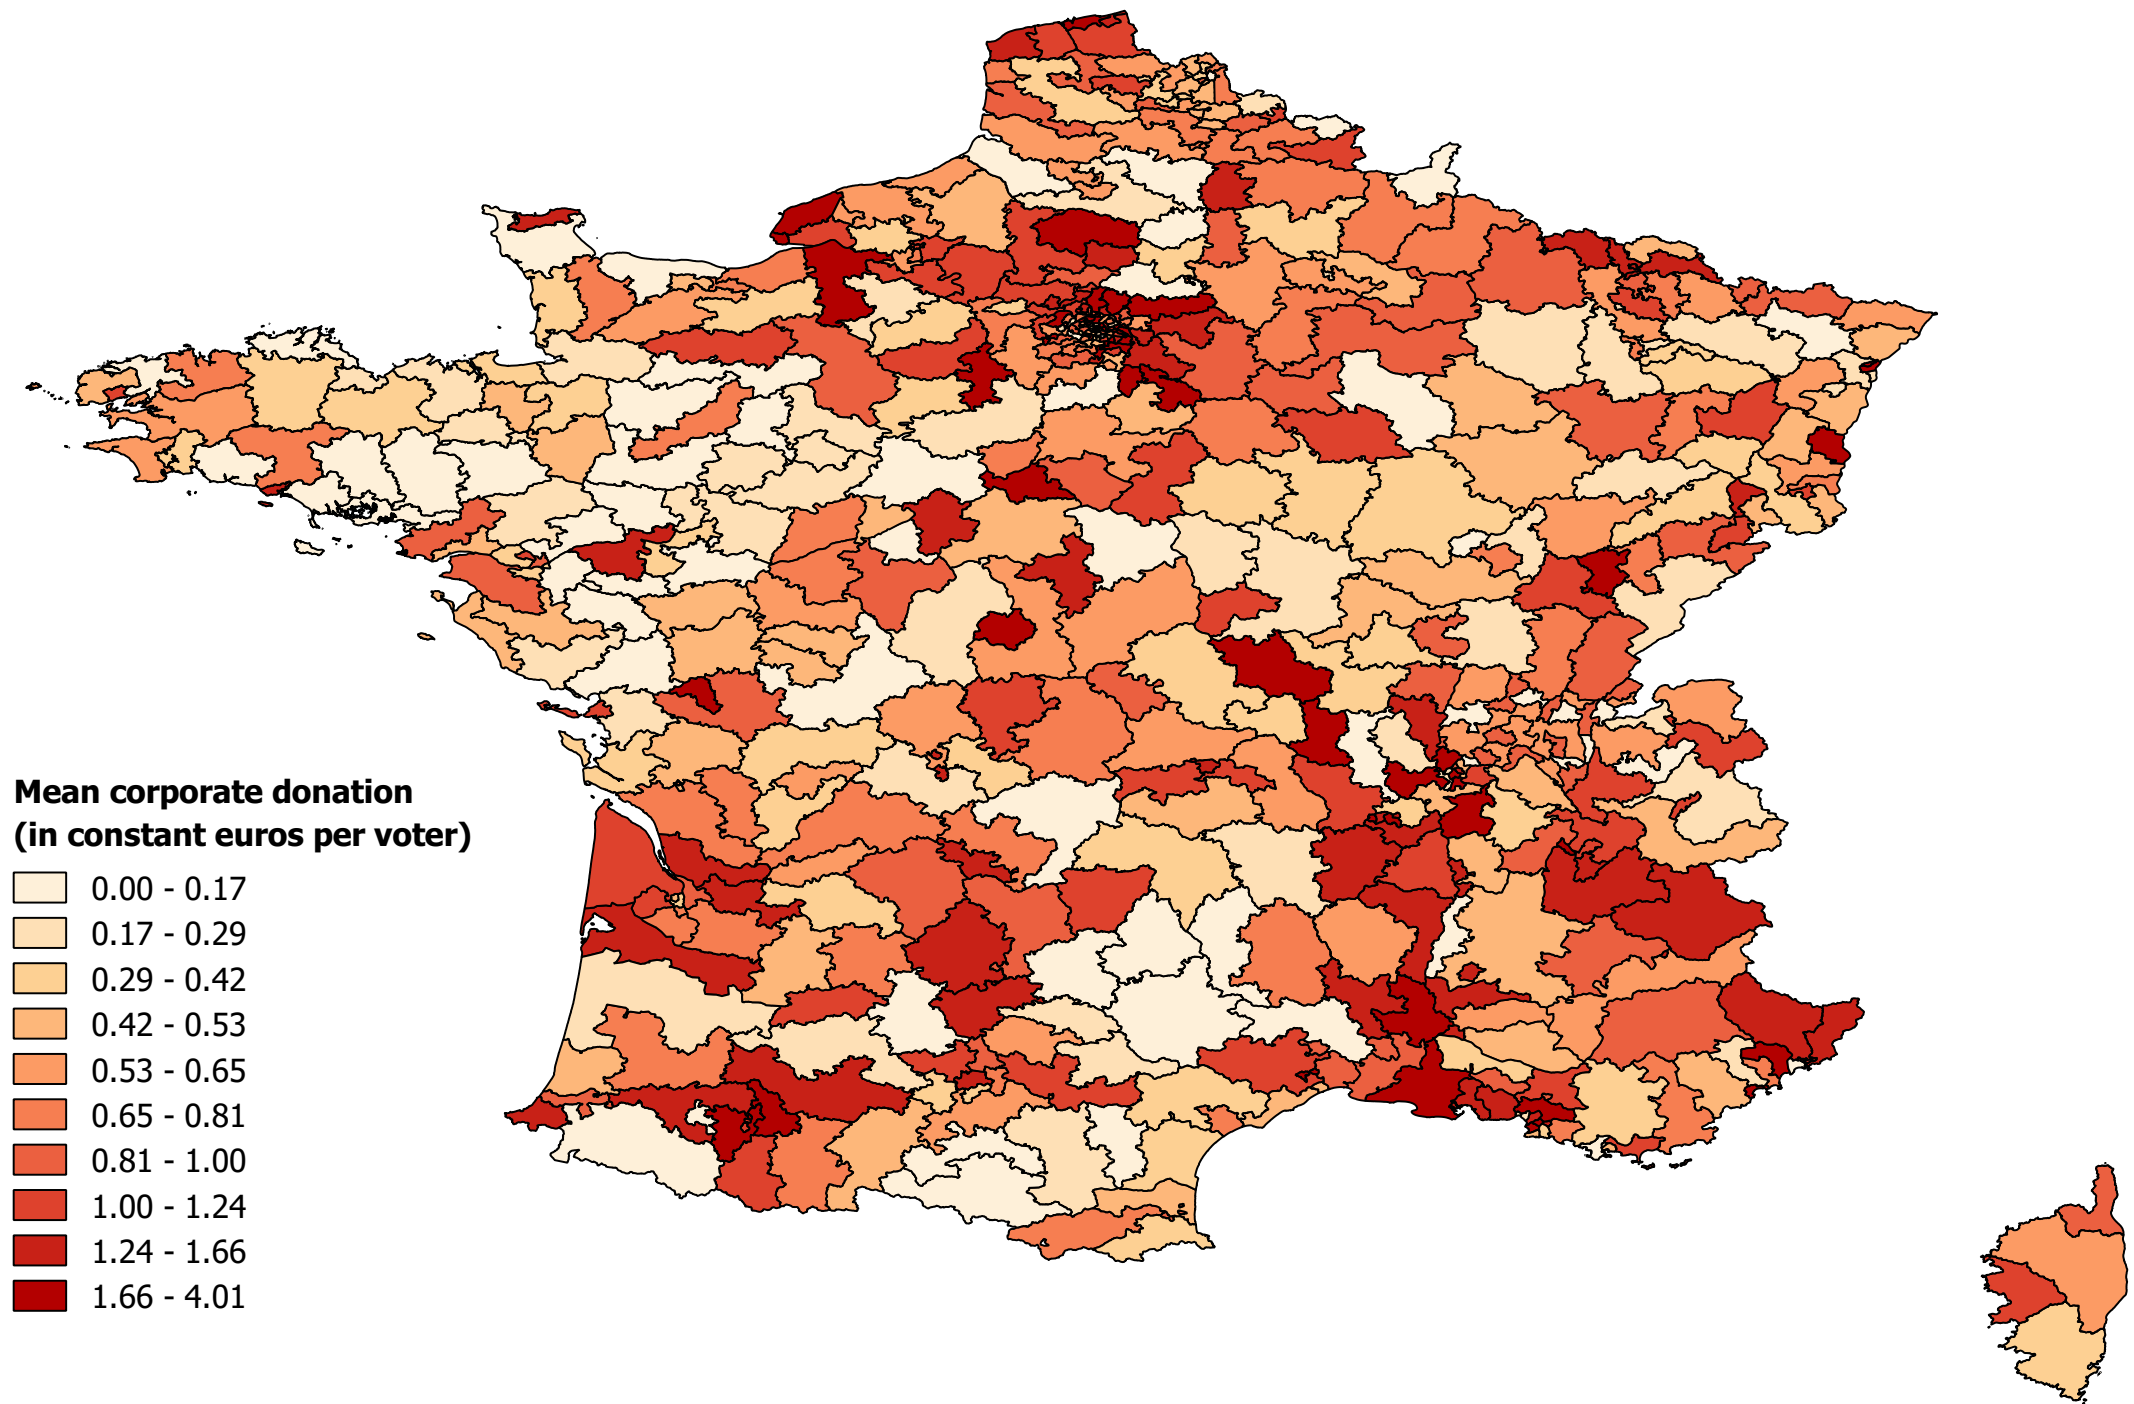 Mean corporate donation
(in constant euros per voter)
0.00 - 0.17
0.17 - 0.29
0.29 - 0.42
0.42 - 0.53
0.53 - 0.65
0.65 - 0.81
0.81 - 1.00
1.00 - 1.24
1.24 - 1.66
1.66 - 4.01